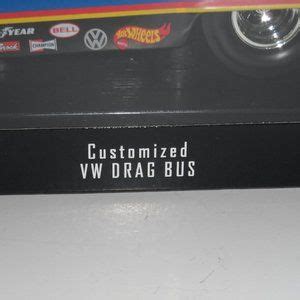 YEAR
BELL
CHAMPION
Hot Wheels
Customized
VW DRAG BUS